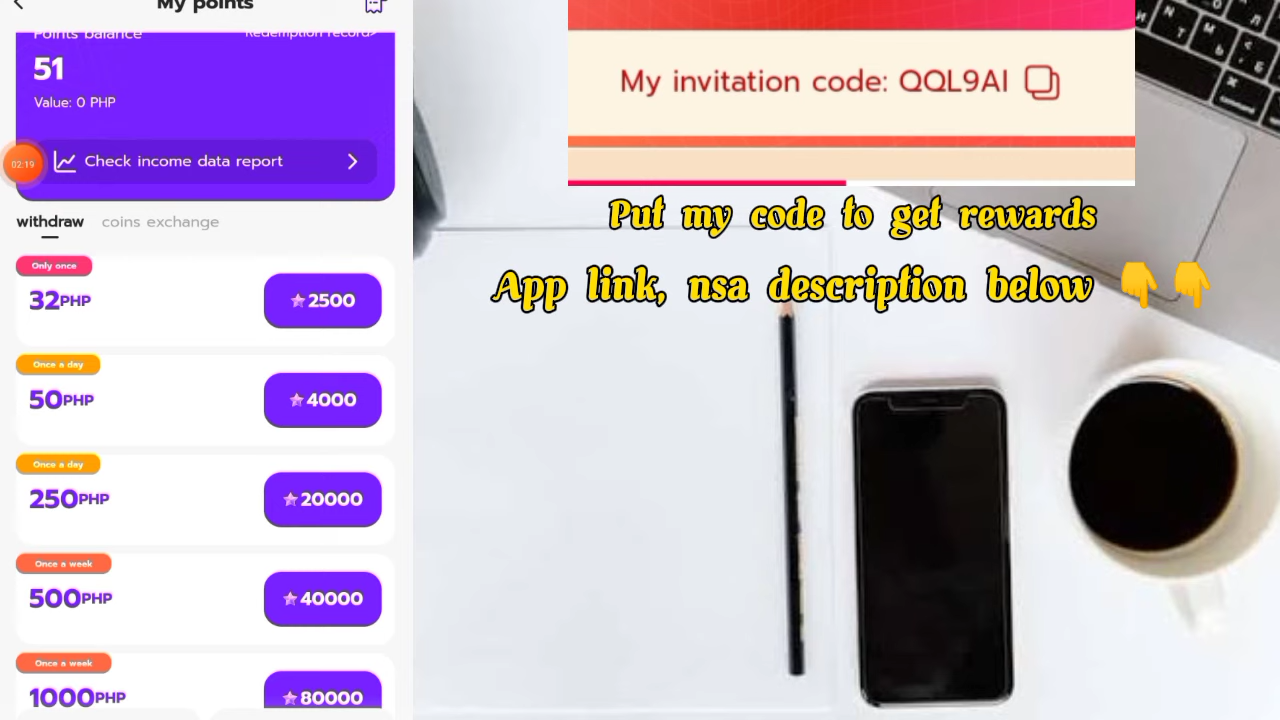 My points
Points balance
Redemption record>
51
Value: 0 PHP
02:19
Check income data report
withdraw
coins exchange
Only once
32PHP
2500
Once a day
50PHP
4000
Once a day
250PHP
20000
Once a week
500PHP
40000
Once a week
1000PHP
80000
My invitation code: QQL9AI
Put my code to get rewards
App link, nsa description below 👇👇